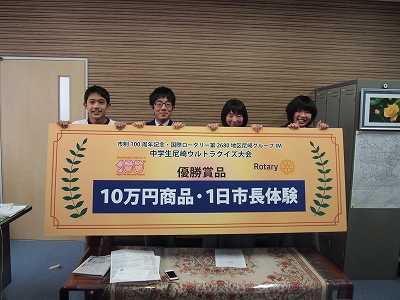 市制100周年記念・国際ロータリー第2680地区尼崎グループIM
中学生尼崎ウルトラクイズ大会
優勝賞品
Rotary
10万円商品・1日市長体験